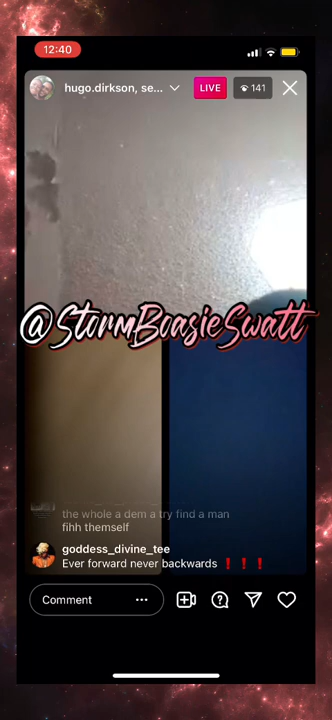 12:40
hugo.dirkson, se...
LIVE
141
@StormBoasieSwatt
the whole a dem a try find a man
fihh themself
goddess_divine_tee
Ever forward never backwards ❗❗❗
Comment